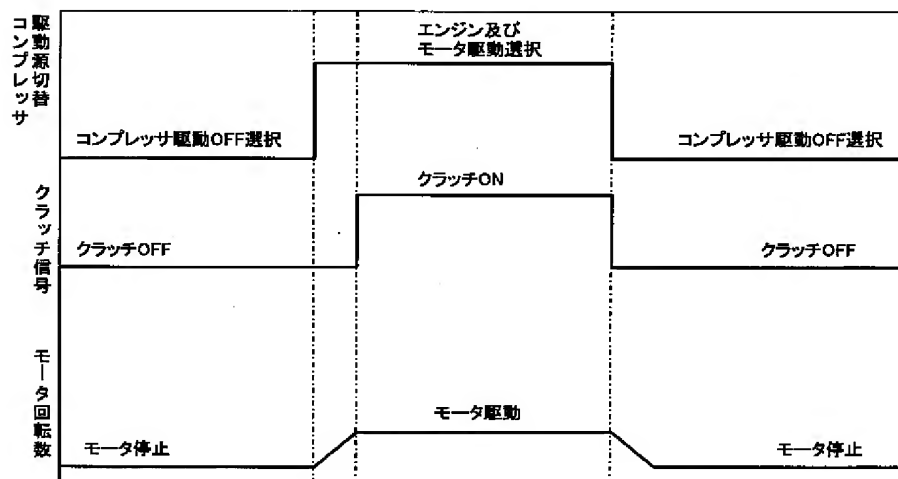 コンプレッサ
駆動源切替
エンジン及び
モータ駆動選択
コンプレッサ駆動OFF選択
コンプレッサ駆動OFF選択
クラッチ信号
クラッチON
クラッチOFF
クラッチOFF
モータ回転数
モータ駆動
モータ停止
モータ停止